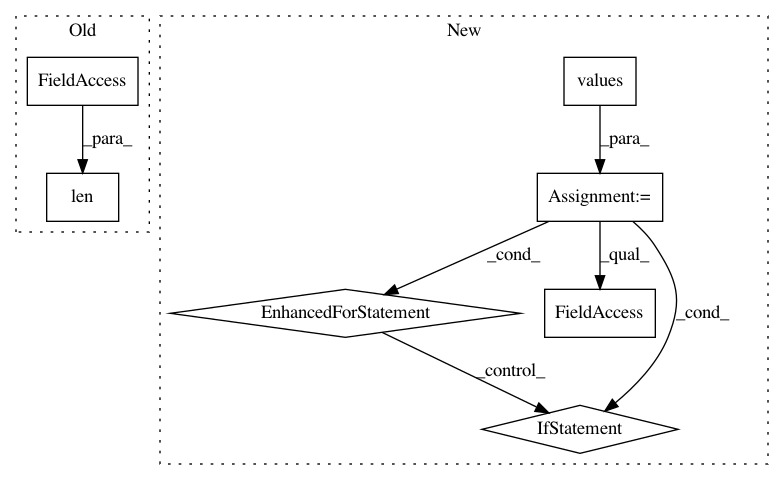 Old
New
FieldAccess
values
_para_
_para_
len
Assignment:=
_cond_
_qual_
EnhancedForStatement
FieldAccess
_cond_
_control_
IfStatement